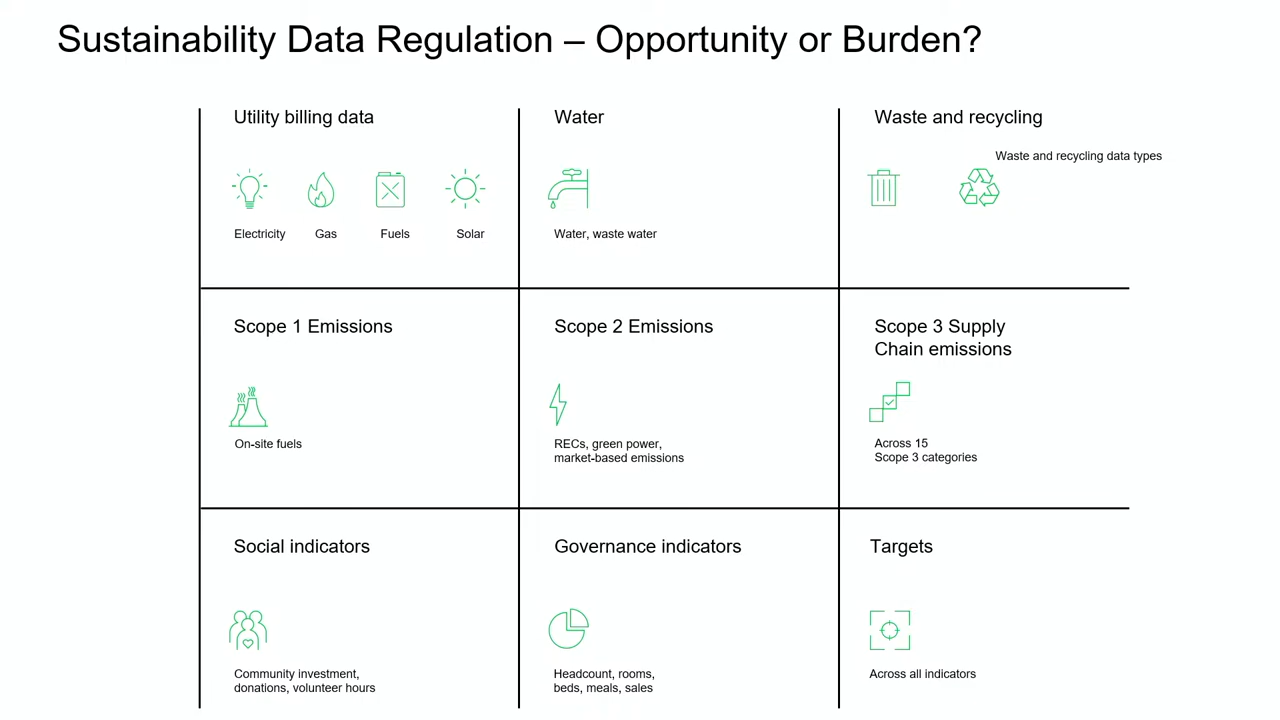 Sustainability Data Regulation – Opportunity or Burden?
Utility billing data
Electricity
Gas
Fuels
Solar
Water
Water, waste water
Waste and recycling
Waste and recycling data types
Scope 1 Emissions
On-site fuels
Scope 2 Emissions
RECs, green power,
market-based emissions
Scope 3 Supply
Chain emissions
Across 15
Scope 3 categories
Social indicators
Community investment,
donations, volunteer hours
Governance indicators
Headcount, rooms,
beds, meals, sales
Targets
Across all indicators